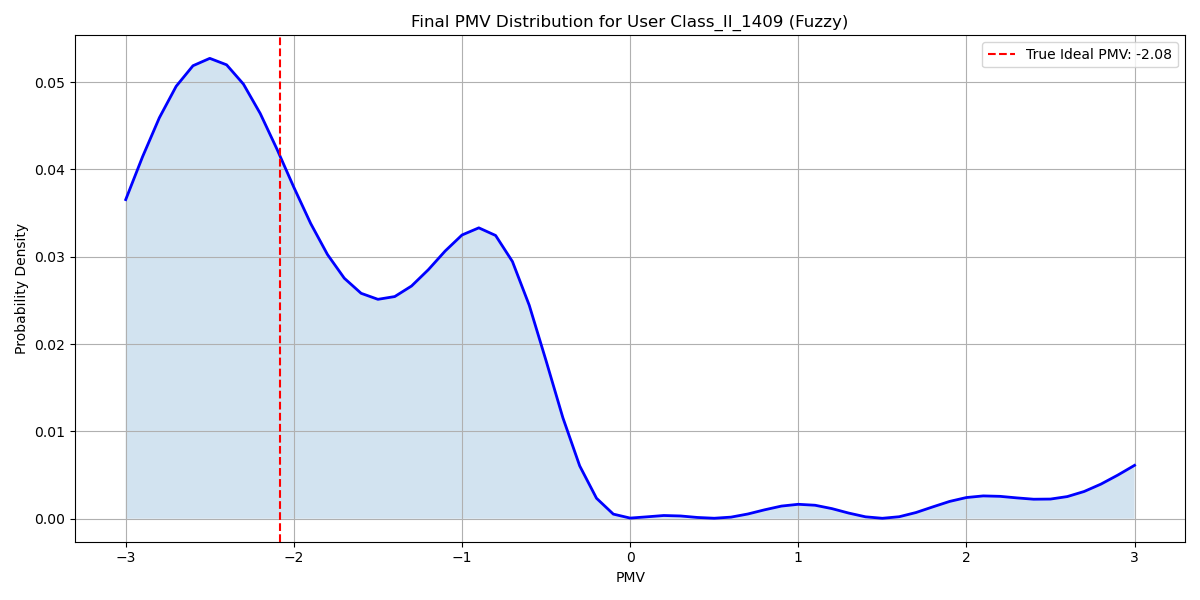 Final PMV Distribution for User Class_II_1409 (Fuzzy)
True Ideal PMV: -2.08
Probability Density
0.05
0.04
0.03
0.02
0.01
0.00
−3 −2 −1 0 1 2 3
PMV